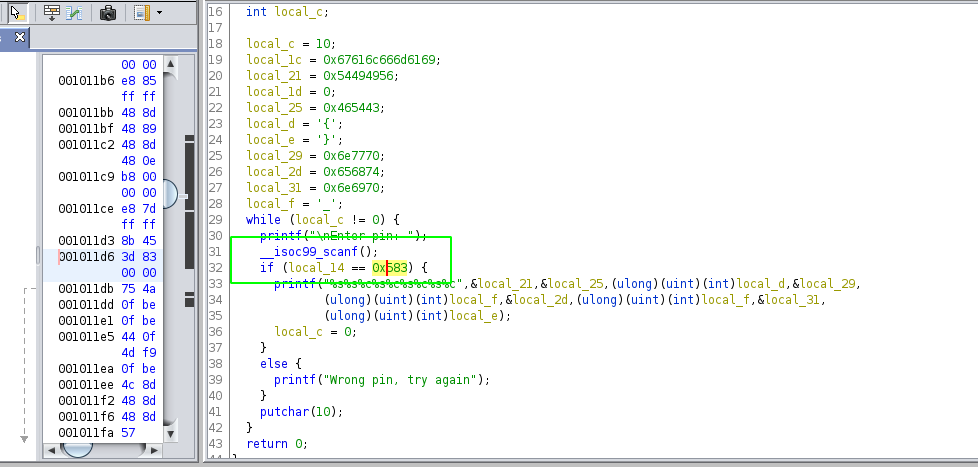 00 00
001011b6 e8 85
ff ff
001011bb 48 8d
001011bf 48 89
001011c2 48 8d
48 0e
001011c9 b8 00
00 00
001011ce e8 7d
ff ff
001011d3 8b 45
001011d6 3d 83
00 00
001011db 75 4a
001011dd 0f be
001011e1 0f be
001011e5 44 0f
4d f9
001011ea 0f be
001011ee 4c 8d
001011f2 48 8d
001011f6 48 8d
001011fa 57
16 int local_c;
17
18 local_c = 10;
19 local_1c = 0x67616c666d6169;
20 local_21 = 0x54494956;
21 local_1d = 0;
22 local_25 = 0x465443;
23 local_d = '{';
24 local_e = '}';
25 local_29 = 0x6e7770;
26 local_2d = 0x656874;
27 local_31 = 0x6e6970;
28 local_f = '_';
29 while (local_c != 0) {
30 printf("\nEnter pin: ");
31 __isoc99_scanf();
32 if (local_14 == 0x583) {
33 printf("%s%s%c%s%c%s%c%s%c",&local_21,&local_25,(ulong)(uint)(int)local_d,&local_29,
34 (ulong)(uint)(int)local_f,&local_2d,(ulong)(uint)(int)local_f,&local_31,
35 (ulong)(uint)(int)local_e);
36 local_c = 0;
37 }
38 else {
39 printf("Wrong pin, try again");
40 }
41 putchar(10);
42 }
43 return 0;